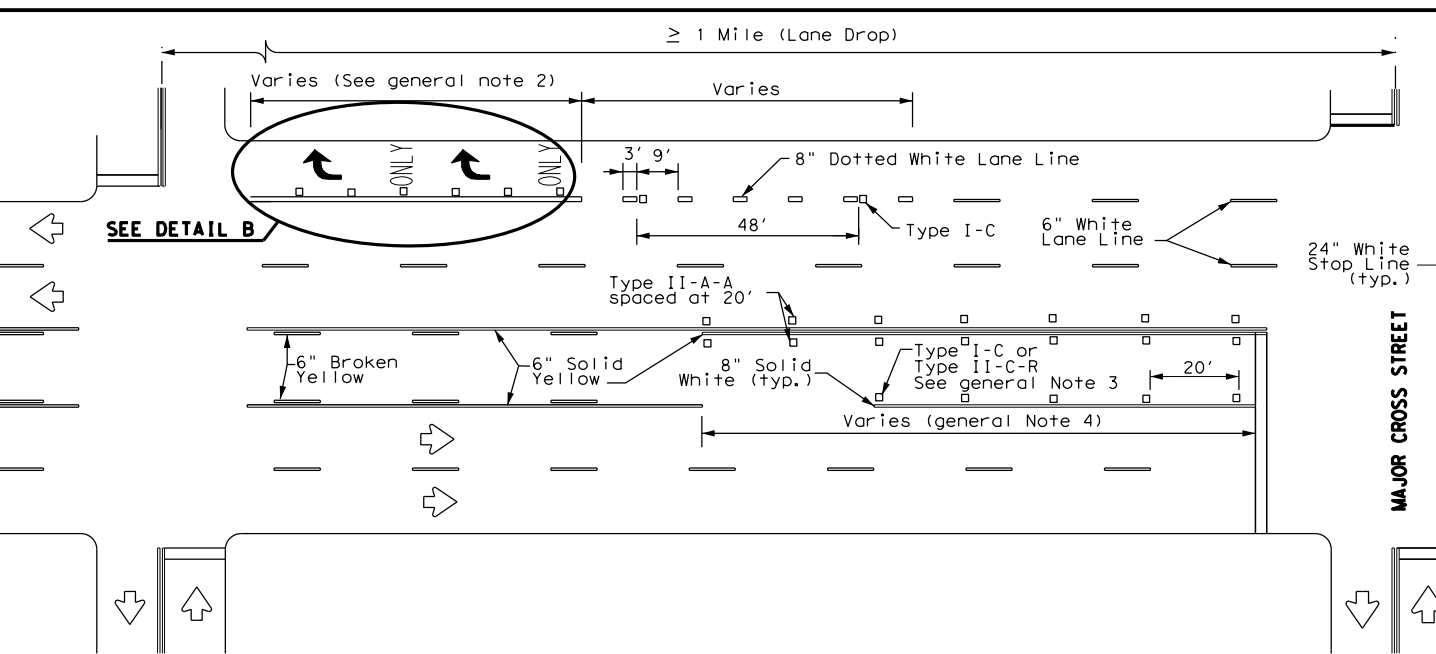 ≥ 1 Mile (Lane Drop)
Varies (See general note 2)
Varies
ONLY
ONLY
3' 9'
8" Dotted White Lane Line
SEE DETAIL B
48'
Type I-C
6" White
Lane Line
24" White
Stop Line
(typ.)
Type II-A-A
spaced at 20'
6" Broken
Yellow
6" Solid
Yellow
8" Solid
White (typ.)
Type I-C or
Type II-C-R
See general Note 3
20'
Varies (general Note 4)
MAJOR CROSS STREET